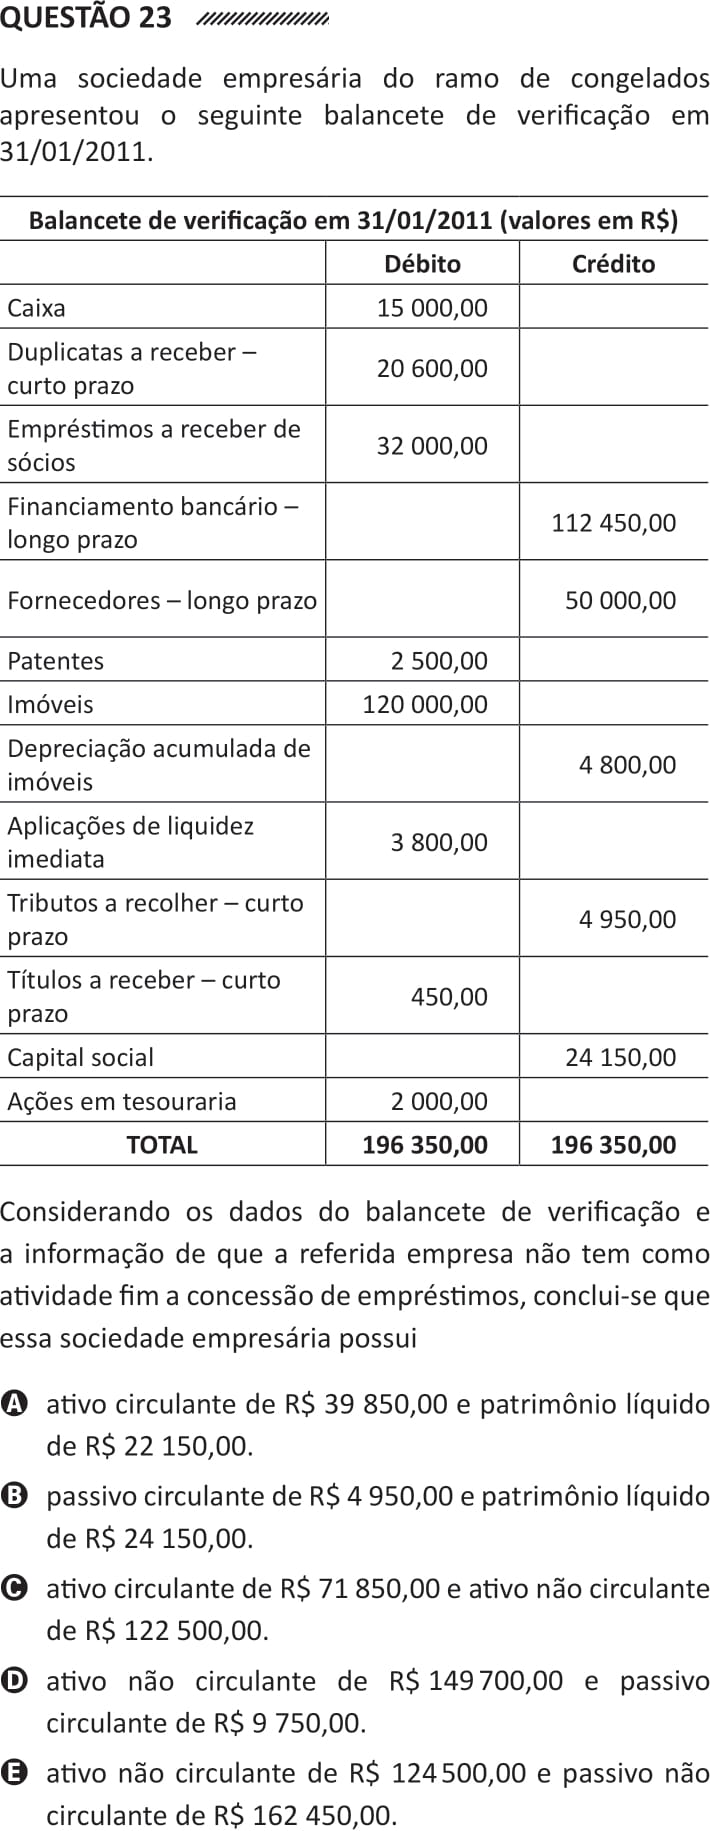 QUESTÃO 23
Uma sociedade empresária do ramo de congelados
apresentou o seguinte balancete de verificação em
31/01/2011.
Balancete de verificação em 31/01/2011 (valores em R$)
Débito Crédito
Caixa 15 000,00
Duplicatas a receber –
curto prazo 20 600,00
Empréstimos a receber de
sócios 32 000,00
Financiamento bancário –
longo prazo 112 450,00
Fornecedores – longo prazo 50 000,00
Patentes 2 500,00
Imóveis 120 000,00
Depreciação acumulada de
imóveis 4 800,00
Aplicações de liquidez
imediata 3 800,00
Tributos a recolher – curto
prazo 4 950,00
Títulos a receber – curto
prazo 450,00
Capital social 24 150,00
Ações em tesouraria 2 000,00
TOTAL 196 350,00 196 350,00
Considerando os dados do balancete de verificação e
a informação de que a referida empresa não tem como
atividade fim a concessão de empréstimos, conclui-se que
essa sociedade empresária possui
A ativo circulante de R$ 39 850,00 e patrimônio líquido
de R$ 22 150,00.
B passivo circulante de R$ 4 950,00 e patrimônio líquido
de R$ 24 150,00.
C ativo circulante de R$ 71 850,00 e ativo não circulante
de R$ 122 500,00.
D ativo não circulante de R$ 149 700,00 e passivo
circulante de R$ 9 750,00.
E ativo não circulante de R$ 124 500,00 e passivo não
circulante de R$ 162 450,00.